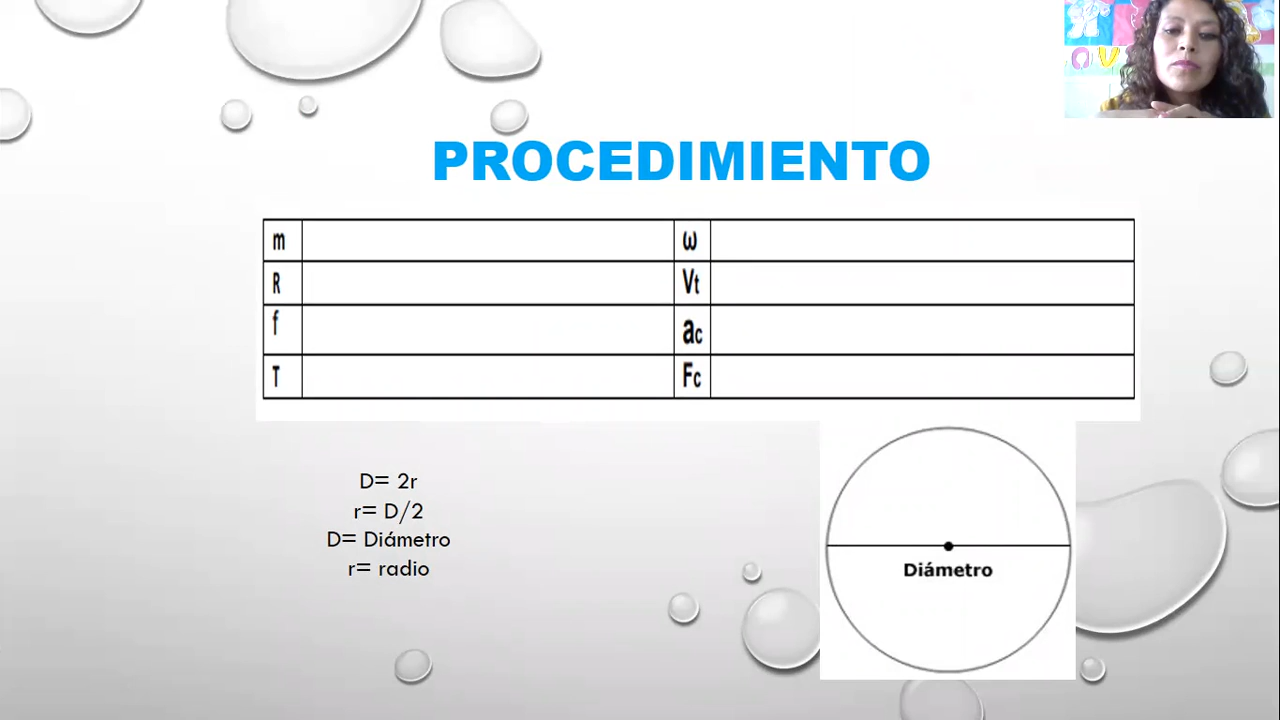 PROCEDIMIENTO
m ω
R Vt
f ac
T Fc
D= 2r
r= D/2
D= Diámetro
r= radio
Diámetro